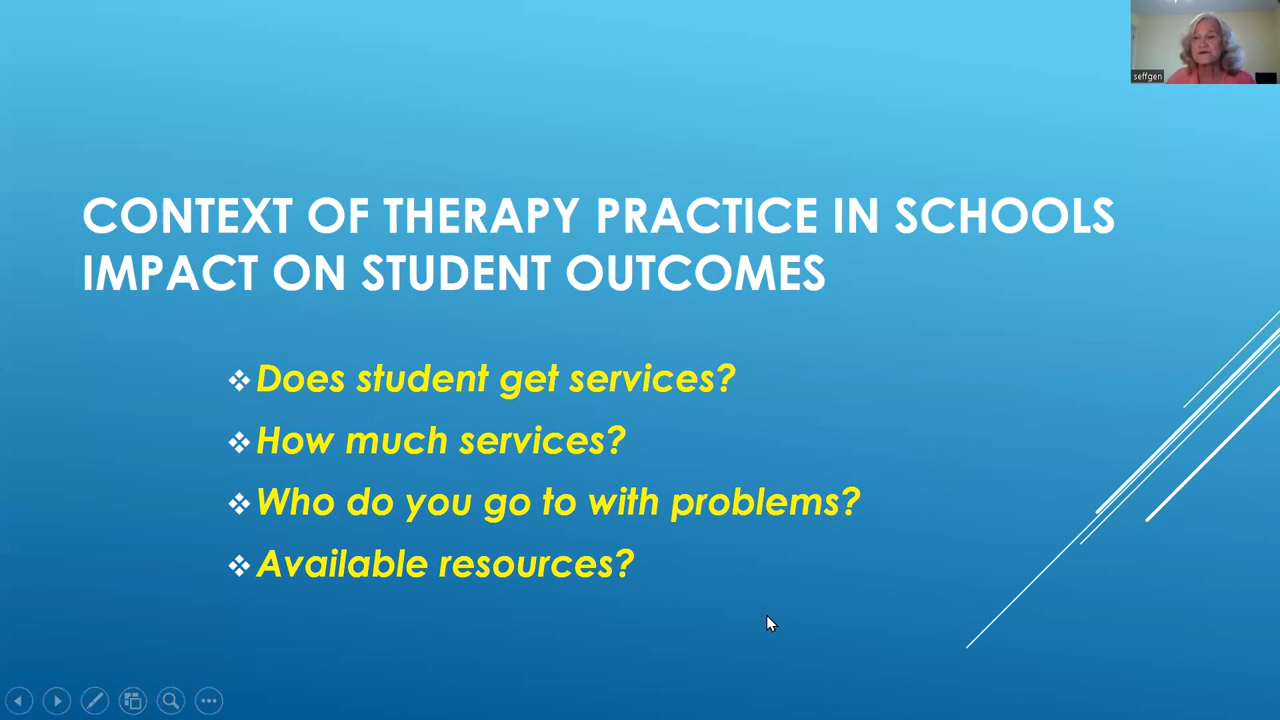 seffgen
CONTEXT OF THERAPY PRACTICE IN SCHOOLS
IMPACT ON STUDENT OUTCOMES
Does student get services?
How much services?
Who do you go to with problems?
Available resources?